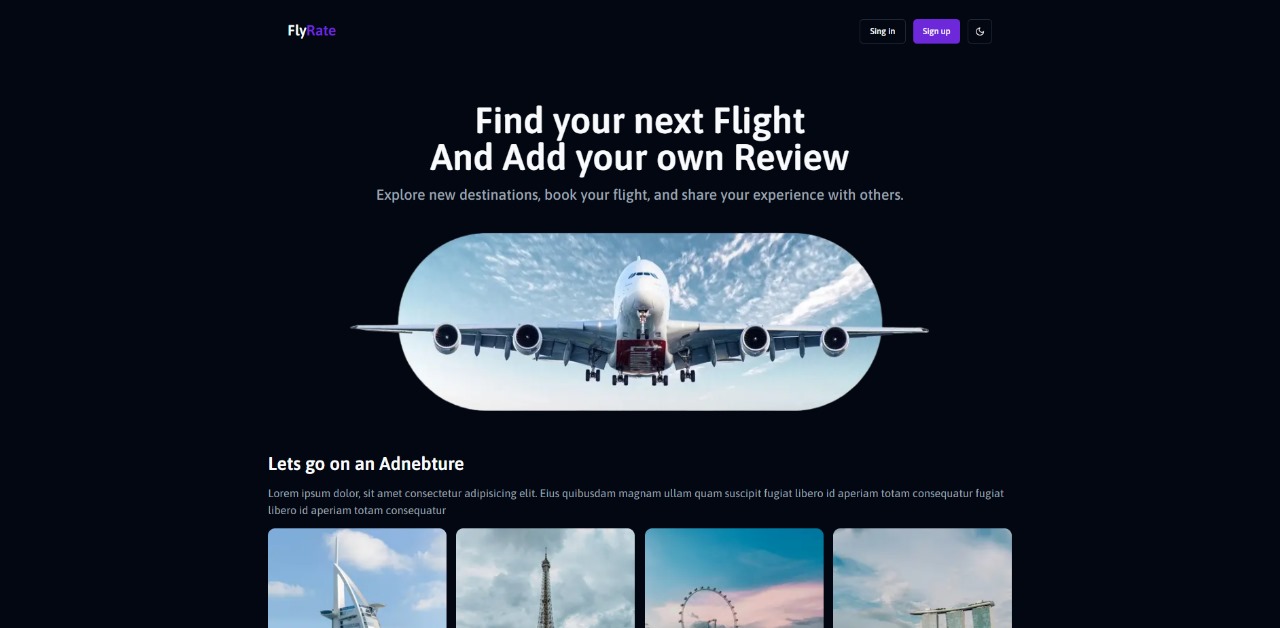 FlyRate
Sing in
Sign up
Find your next Flight
And Add your own Review
Explore new destinations, book your flight, and share your experience with others.
Lets go on an Adnebture
Lorem ipsum dolor, sit amet consectetur adipisicing elit. Eius quibusdam magnam ullam quam suscipit fugiat libero id aperiam totam consequatur fugiat
libero id aperiam totam consequatur